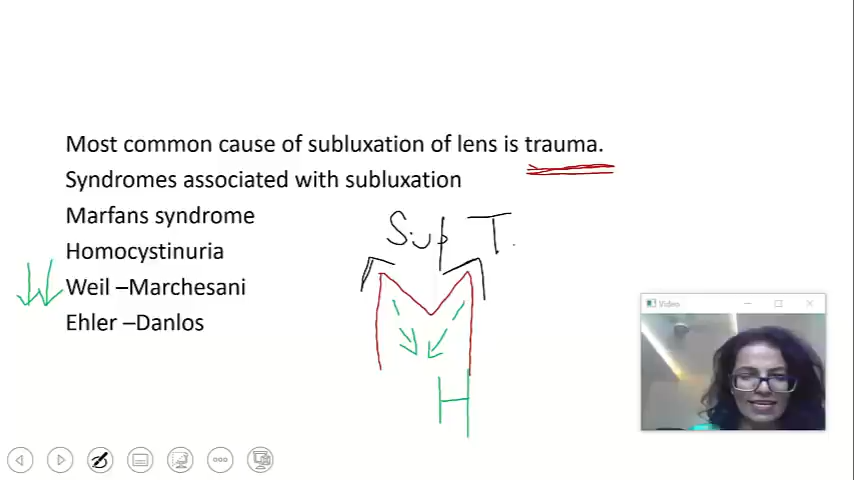 Most common cause of subluxation of lens is trauma.
Syndromes associated with subluxation
Marfans syndrome
Homocystinuria
Weil –Marchesani
Ehler –Danlos
Sup T.
H
Video